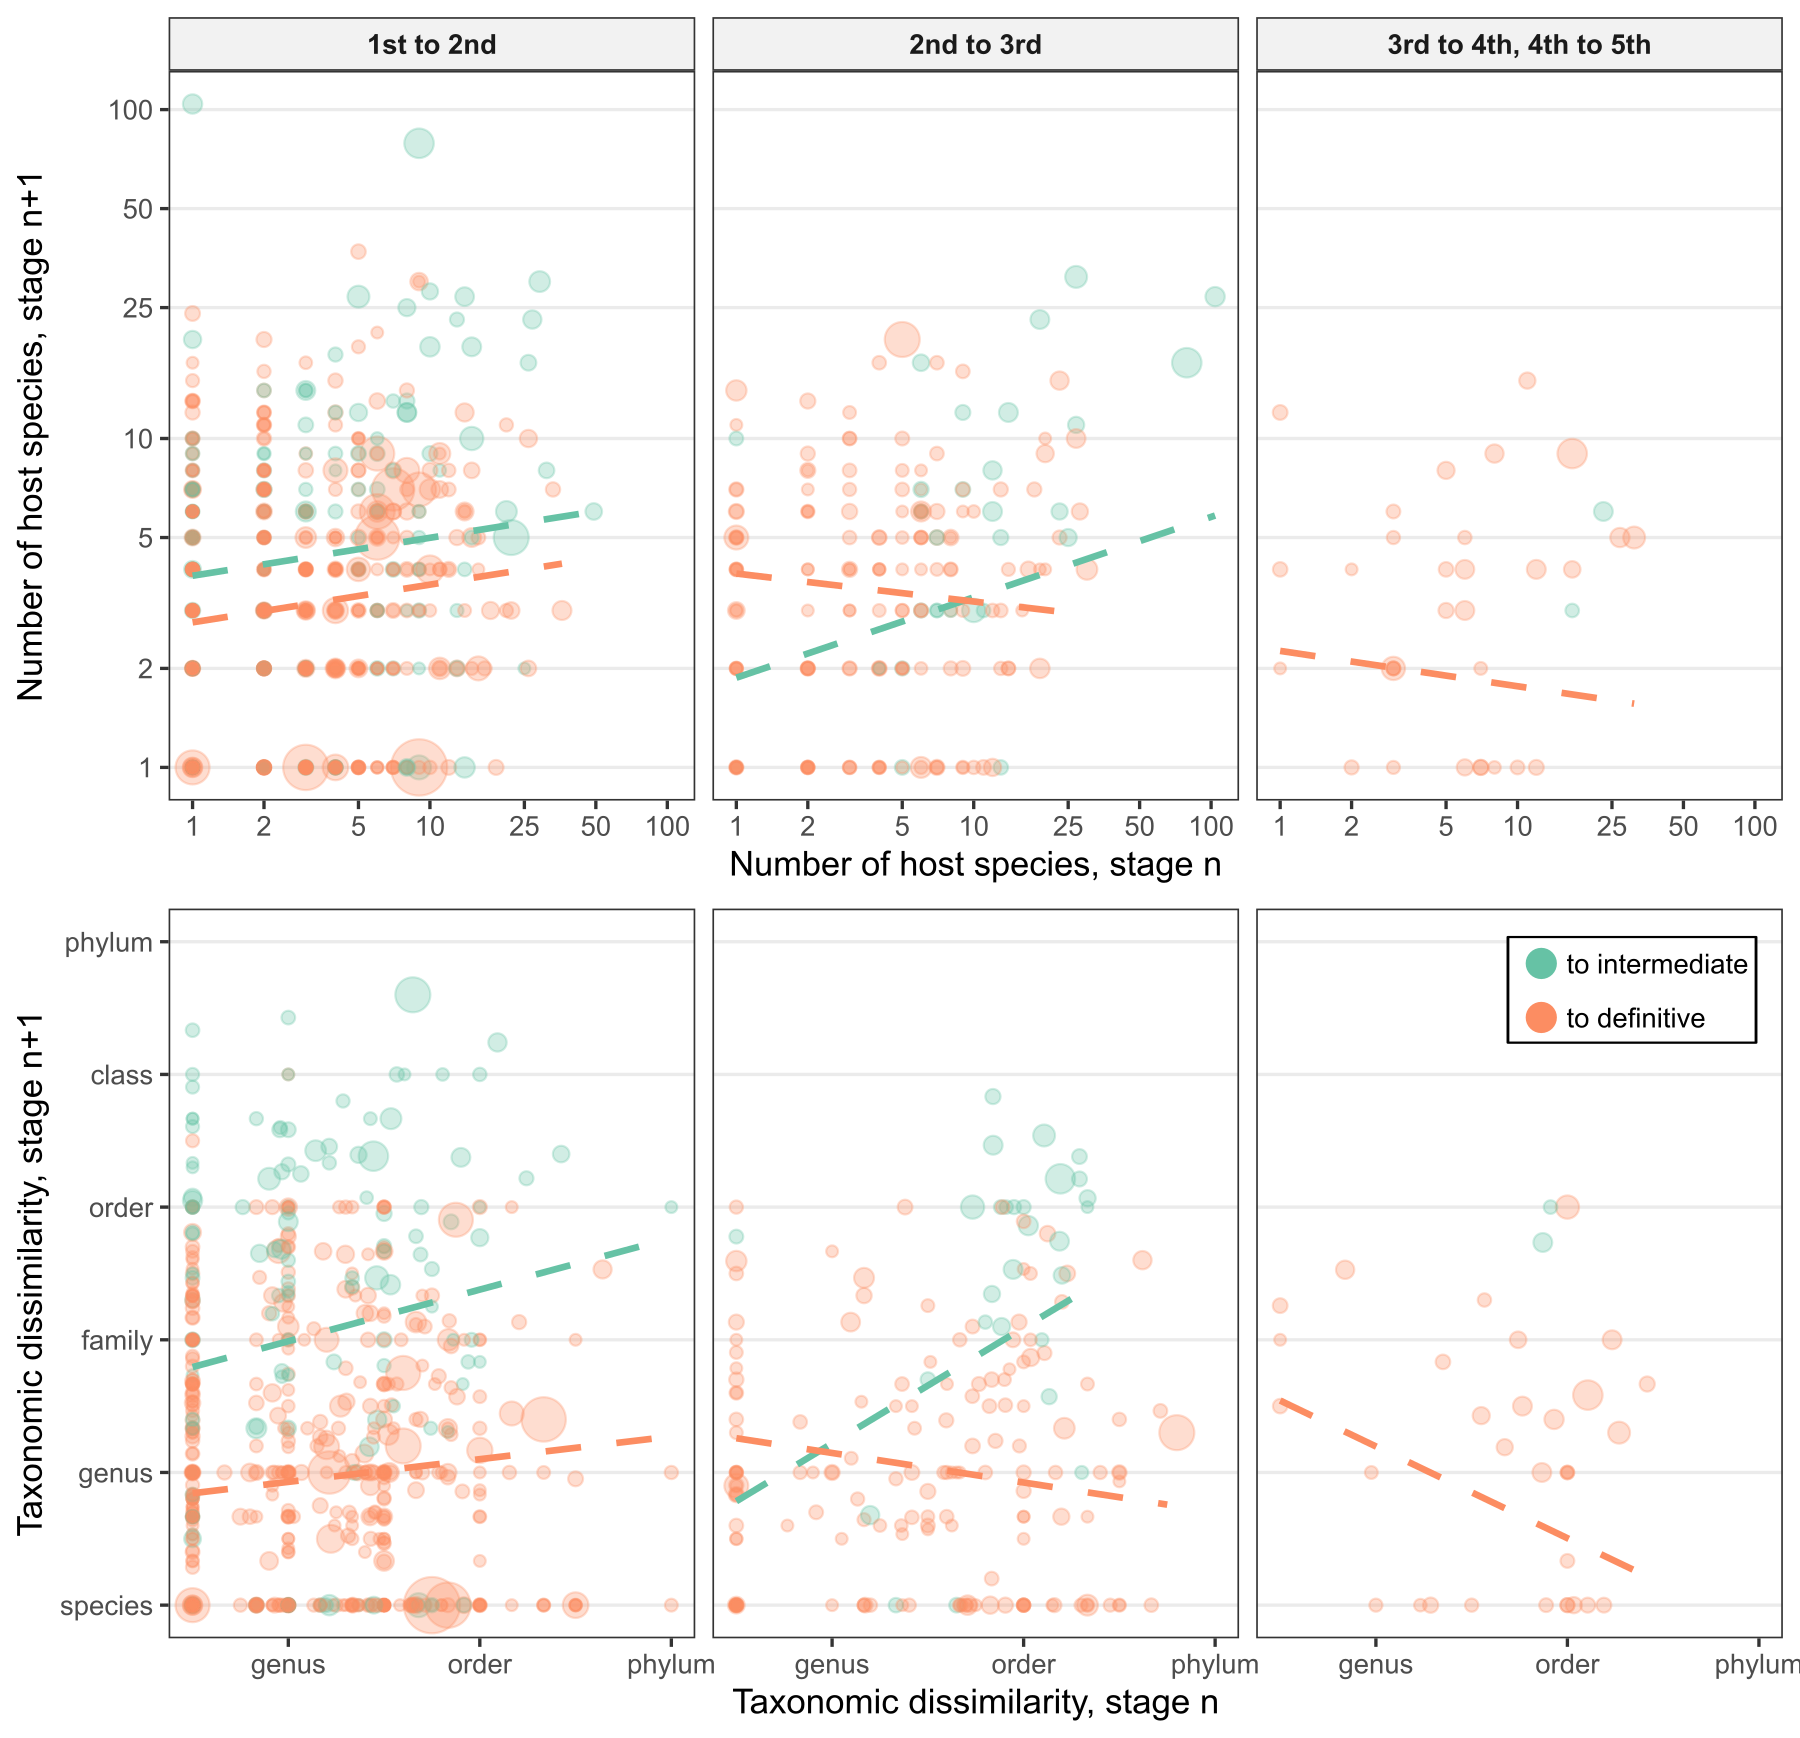 1st to 2nd
2nd to 3rd
3rd to 4th, 4th to 5th
Number of host species, stage n+1
100
50
25
10
5
2
1
1 2 5 10 25 50 100
1 2 5 10 25 50 100
1 2 5 10 25 50 100
Number of host species, stage n
Taxonomic dissimilarity, stage n+1
phylum
class
order
family
genus
species
to intermediate
to definitive
genus order phylum
genus order phylum
genus order phylum
Taxonomic dissimilarity, stage n